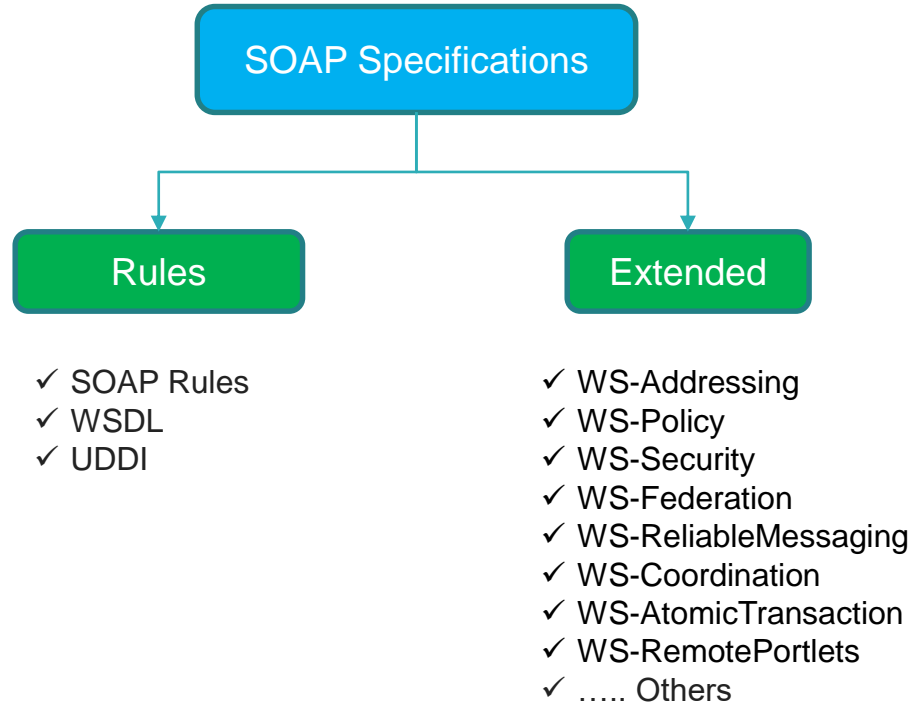 SOAP Specifications
Rules
Extended
✓ SOAP Rules
✓ WSDL
✓ UDDI
✓ WS-Addressing
✓ WS-Policy
✓ WS-Security
✓ WS-Federation
✓ WS-ReliableMessaging
✓ WS-Coordination
✓ WS-AtomicTransaction
✓ WS-RemotePortlets
✓ ….. Others